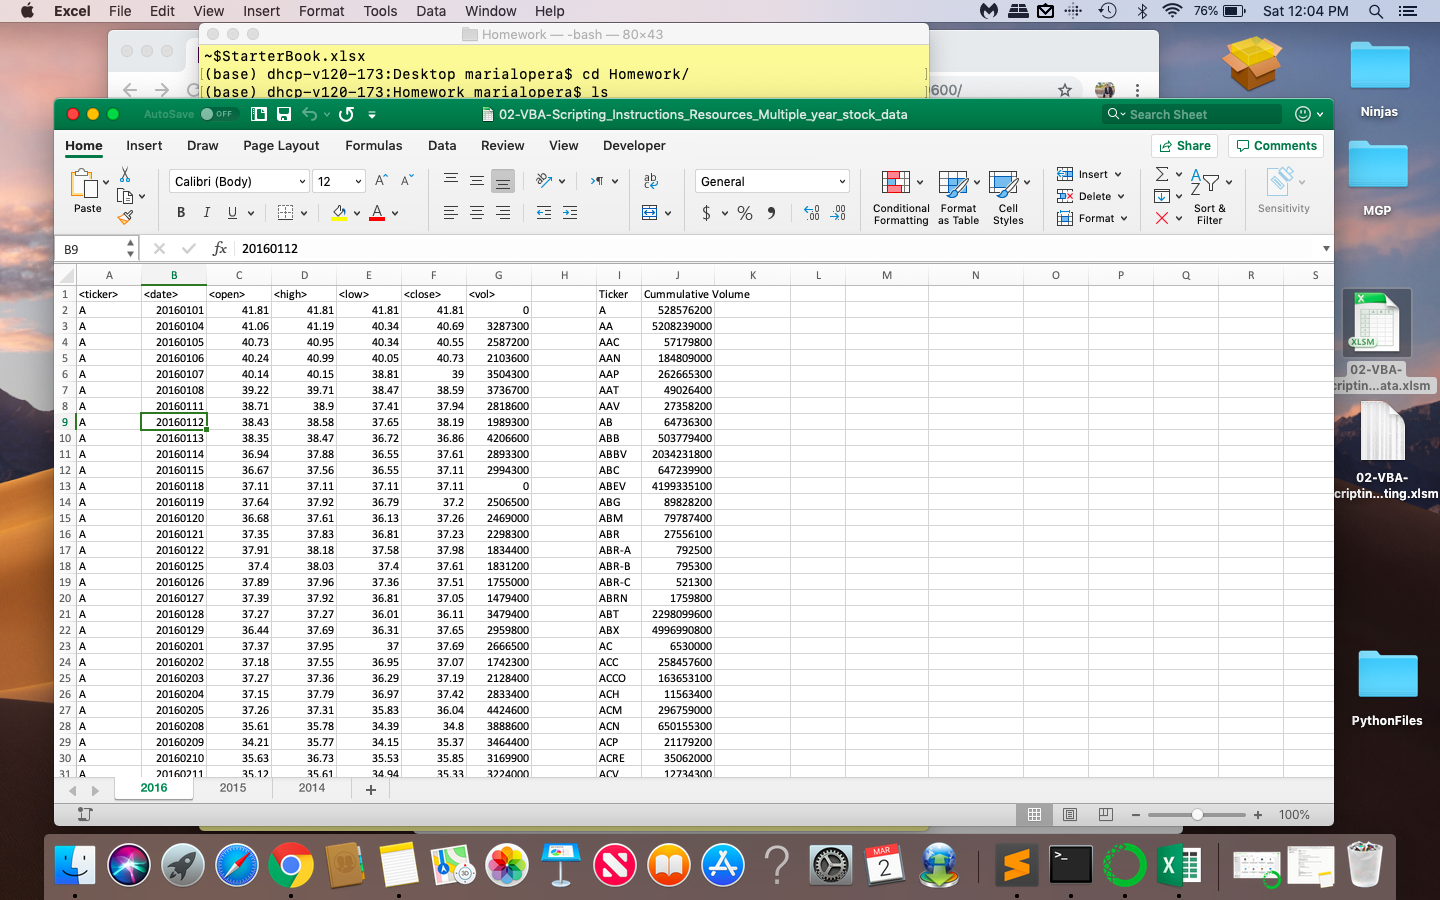 Excel File Edit View Insert Format Tools Data Window Help 76% Sat 12:04 PM
Homework — -bash — 80×43
~$StarterBook.xlsx
(base) dhcp-v120-173:Desktop marialopera$ cd Homework/
(base) dhcp-v120-173:Homework marialopera$ ls
600/
AutoSave OFF 02-VBA-Scripting_Instructions_Resources_Multiple_year_stock_data Search Sheet
Home Insert Draw Page Layout Formulas Data Review View Developer Share Comments
Paste Calibri (Body) 12 General Conditional Formatting Format as Table Cell Styles Insert Delete Format Sort & Filter Sensitivity
B9 fx 20160112
A B C D E F G H I J K L M N O P Q R S
1 <ticker> <date> <open> <high> <low> <close> <vol> Ticker Cummulative Volume
2 A 20160101 41.81 41.81 41.81 41.81 0 A 528576200
3 A 20160104 41.06 41.19 40.34 40.69 3287300 AA 5208239000
4 A 20160105 40.73 40.95 40.34 40.55 2587200 AAC 57179800
5 A 20160106 40.24 40.99 40.05 40.73 2103600 AAN 184809000
6 A 20160107 40.14 40.15 38.81 39 3504300 AAP 262665300
7 A 20160108 39.22 39.71 38.47 38.59 3736700 AAT 49026400
8 A 20160111 38.71 38.9 37.41 37.94 2818600 AAV 27358200
9 A 20160112 38.43 38.58 37.65 38.19 1989300 AB 64736300
10 A 20160113 38.35 38.47 36.72 36.86 4206600 ABB 503779400
11 A 20160114 36.94 37.88 36.55 37.61 2893300 ABBV 2034231800
12 A 20160115 36.67 37.56 36.55 37.11 2994300 ABC 647239900
13 A 20160118 37.11 37.11 37.11 37.11 0 ABEV 4199335100
14 A 20160119 37.64 37.92 36.79 37.2 2506500 ABG 89828200
15 A 20160120 36.68 37.61 36.13 37.26 2469000 ABM 79787400
16 A 20160121 37.35 37.83 36.81 37.23 2298300 ABR 27556100
17 A 20160122 37.91 38.18 37.58 37.98 1834400 ABR-A 792500
18 A 20160125 37.4 38.03 37.4 37.61 1831200 ABR-B 795300
19 A 20160126 37.89 37.96 37.36 37.51 1755000 ABR-C 521300
20 A 20160127 37.39 37.92 36.81 37.05 1479400 ABRN 1759800
21 A 20160128 37.27 37.27 36.01 36.11 3479400 ABT 2298099600
22 A 20160129 36.44 37.69 36.31 37.65 2959800 ABX 4996990800
23 A 20160201 37.37 37.95 37 37.69 2666500 AC 6530000
24 A 20160202 37.18 37.55 36.95 37.07 1742300 ACC 258457600
25 A 20160203 37.27 37.36 36.29 37.19 2128400 ACCO 163653100
26 A 20160204 37.15 37.79 36.97 37.42 2833400 ACH 11563400
27 A 20160205 37.26 37.31 35.83 36.04 4424600 ACM 296759000
28 A 20160208 35.61 35.78 34.39 34.8 3888600 ACN 650155300
29 A 20160209 34.21 35.77 34.15 35.37 3464400 ACP 21179200
30 A 20160210 35.63 36.73 35.53 35.85 3169900 ACRE 35062000
31 A 20160211 35.12 35.61 34.94 35.33 3224000 ACV 12734300
2016 2015 2014 +
100%
Ninjas
MGP
XLSM
02-VBA-
criptin...ata.xlsm
02-VBA-
criptin...ting.xlsm
PythonFiles
MAR
2